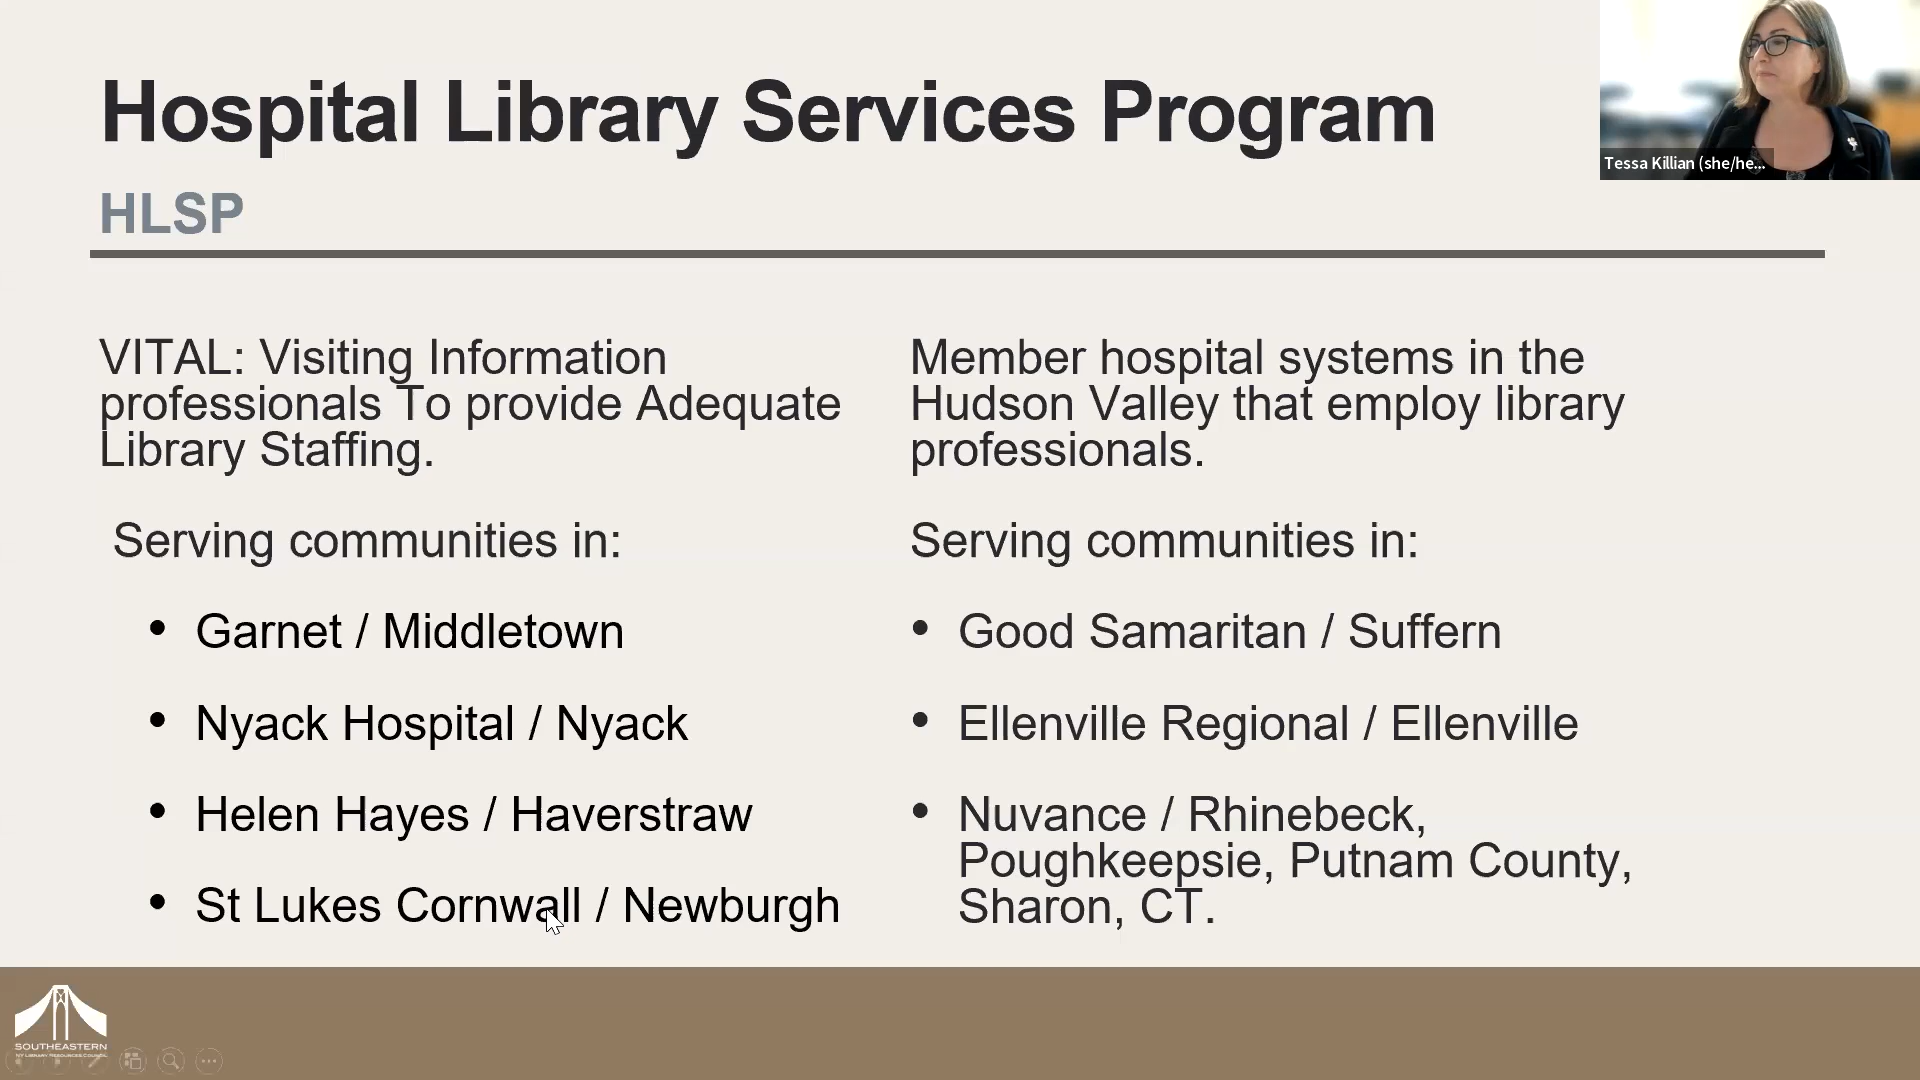 Hospital Library Services Program
HLSP
Tessa Killian (she/he...
VITAL: Visiting Information
professionals To provide Adequate
Library Staffing.
Serving communities in:
• Garnet / Middletown
• Nyack Hospital / Nyack
• Helen Hayes / Haverstraw
• St Lukes Cornwall / Newburgh
Member hospital systems in the
Hudson Valley that employ library
professionals.
Serving communities in:
• Good Samaritan / Suffern
• Ellenville Regional / Ellenville
• Nuvance / Rhinebeck,
Poughkeepsie, Putnam County,
Sharon, CT.
SOUTHEASTERN
NY LIBRARY RESOURCES COUNCIL